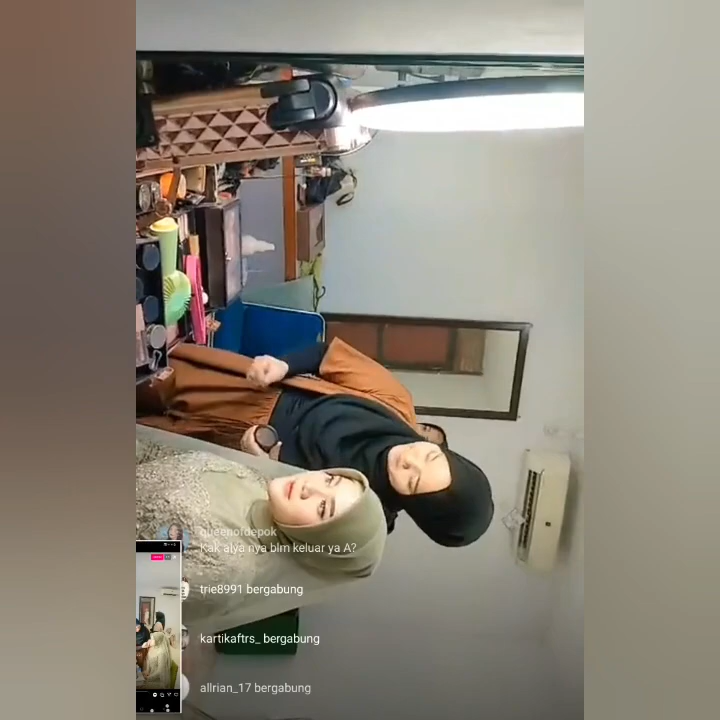 queenofdepok
Kak alya nya blm keluar ya A?
trie8991 bergabung
kartikaftrs_ bergabung
allrian_17 bergabung